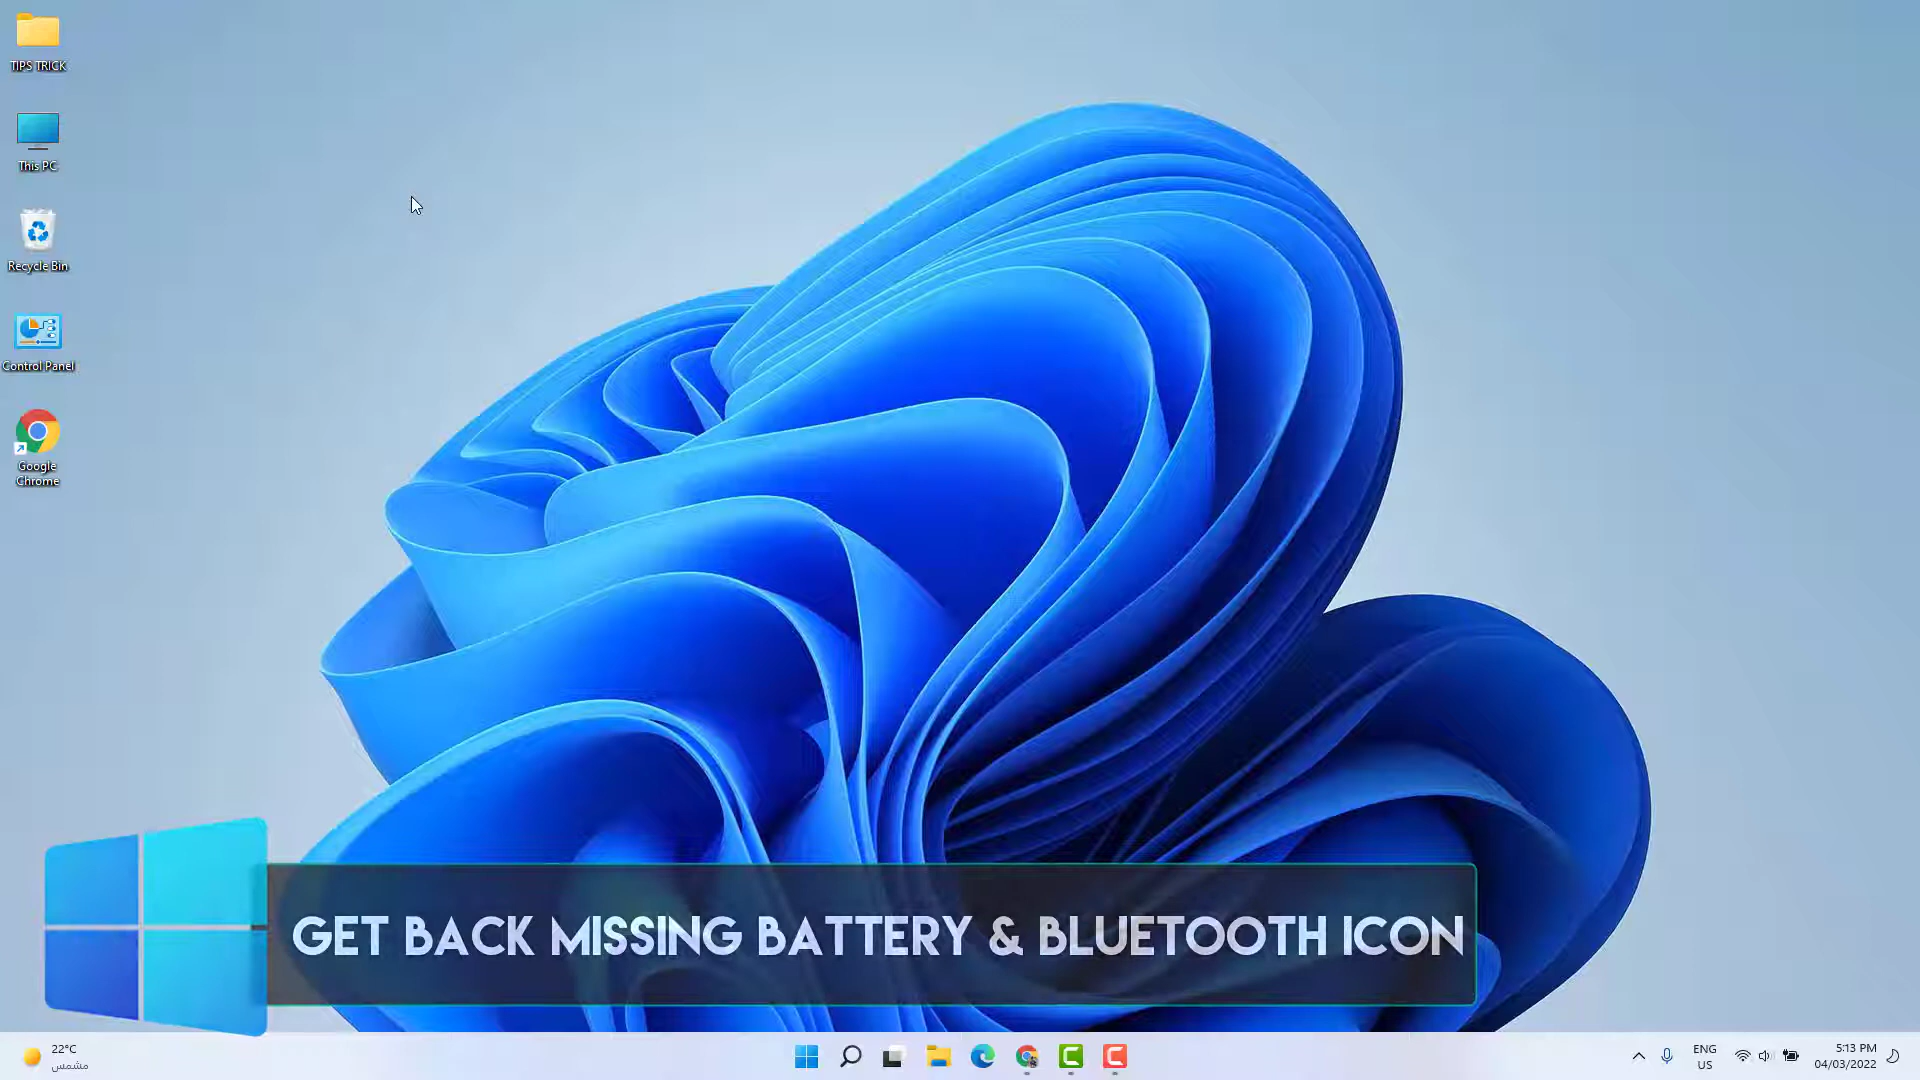 TIPS TRICK
This PC
Recycle Bin
Control Panel
Google
Chrome
GET BACK MISSING BATTERY & BLUETOOTH ICON
22°C
مشمس
ENG
US
5:13 PM
04/03/2022